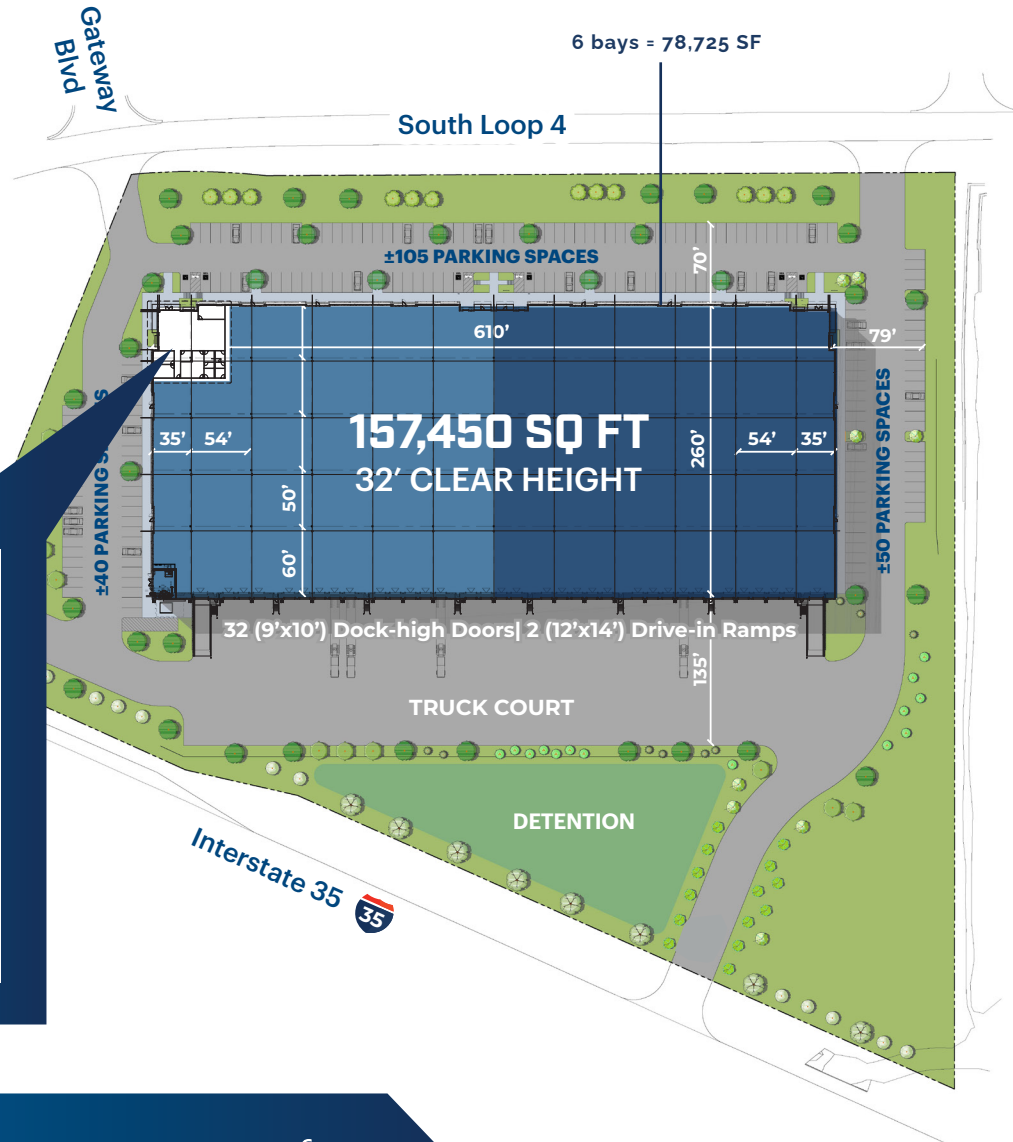 Gateway
Blvd
6 bays = 78,725 SF
South Loop 4
±105 PARKING SPACES
70’
610’
79’
157,450 SQ FT
32’ CLEAR HEIGHT
35’ 54’
260’
54’ 35’
50’
60’
±40 PARKING
±50 PARKING SPACES
32 (9’x10’) Dock-high Doors| 2 (12’x14’) Drive-in Ramps
135’
TRUCK COURT
DETENTION
Interstate 35
35